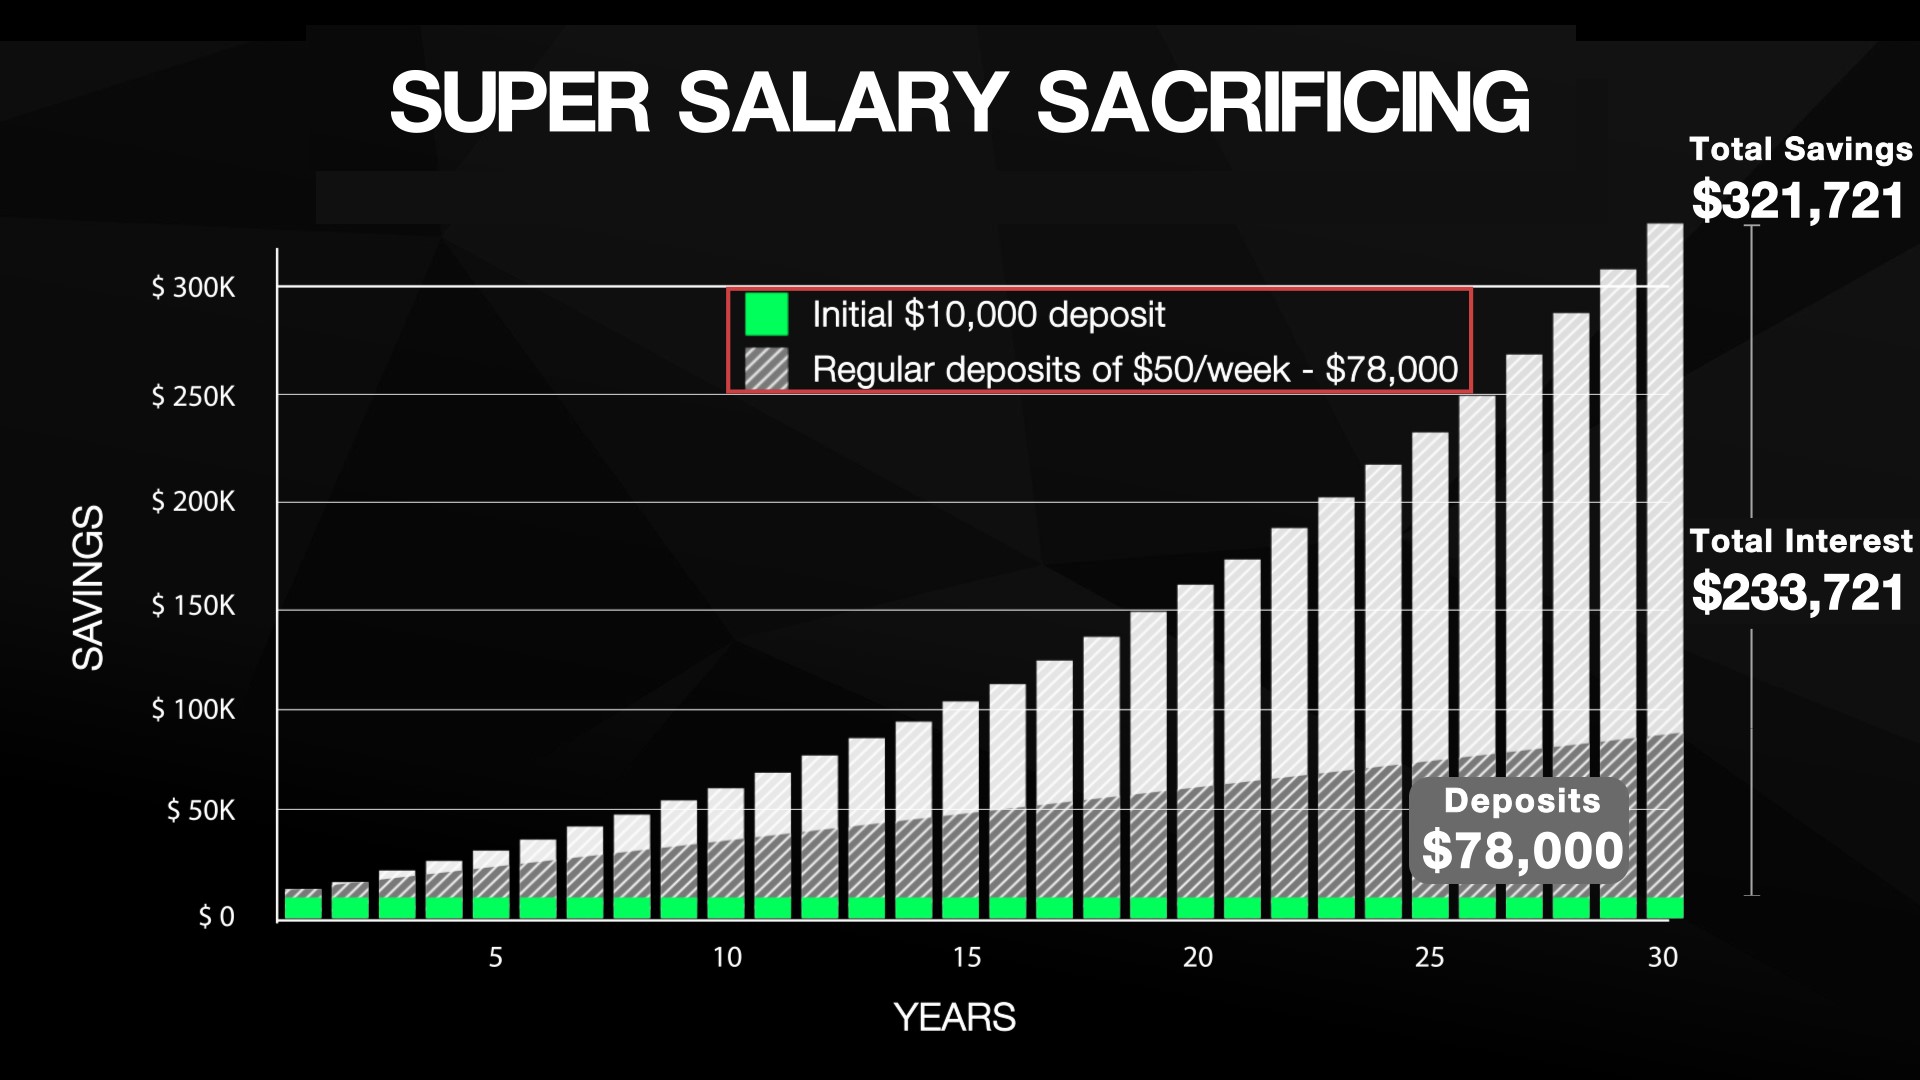 SUPER SALARY SACRIFICING
Total Savings
$321,721
$ 300K
Initial $10,000 deposit
Regular deposits of $50/week - $78,000
$ 250K
$ 200K
SAVINGS
Total Interest
$233,721
$ 150K
$ 100K
$ 50K
Deposits
$78,000
$ 0
5 10 15 20 25 30
YEARS